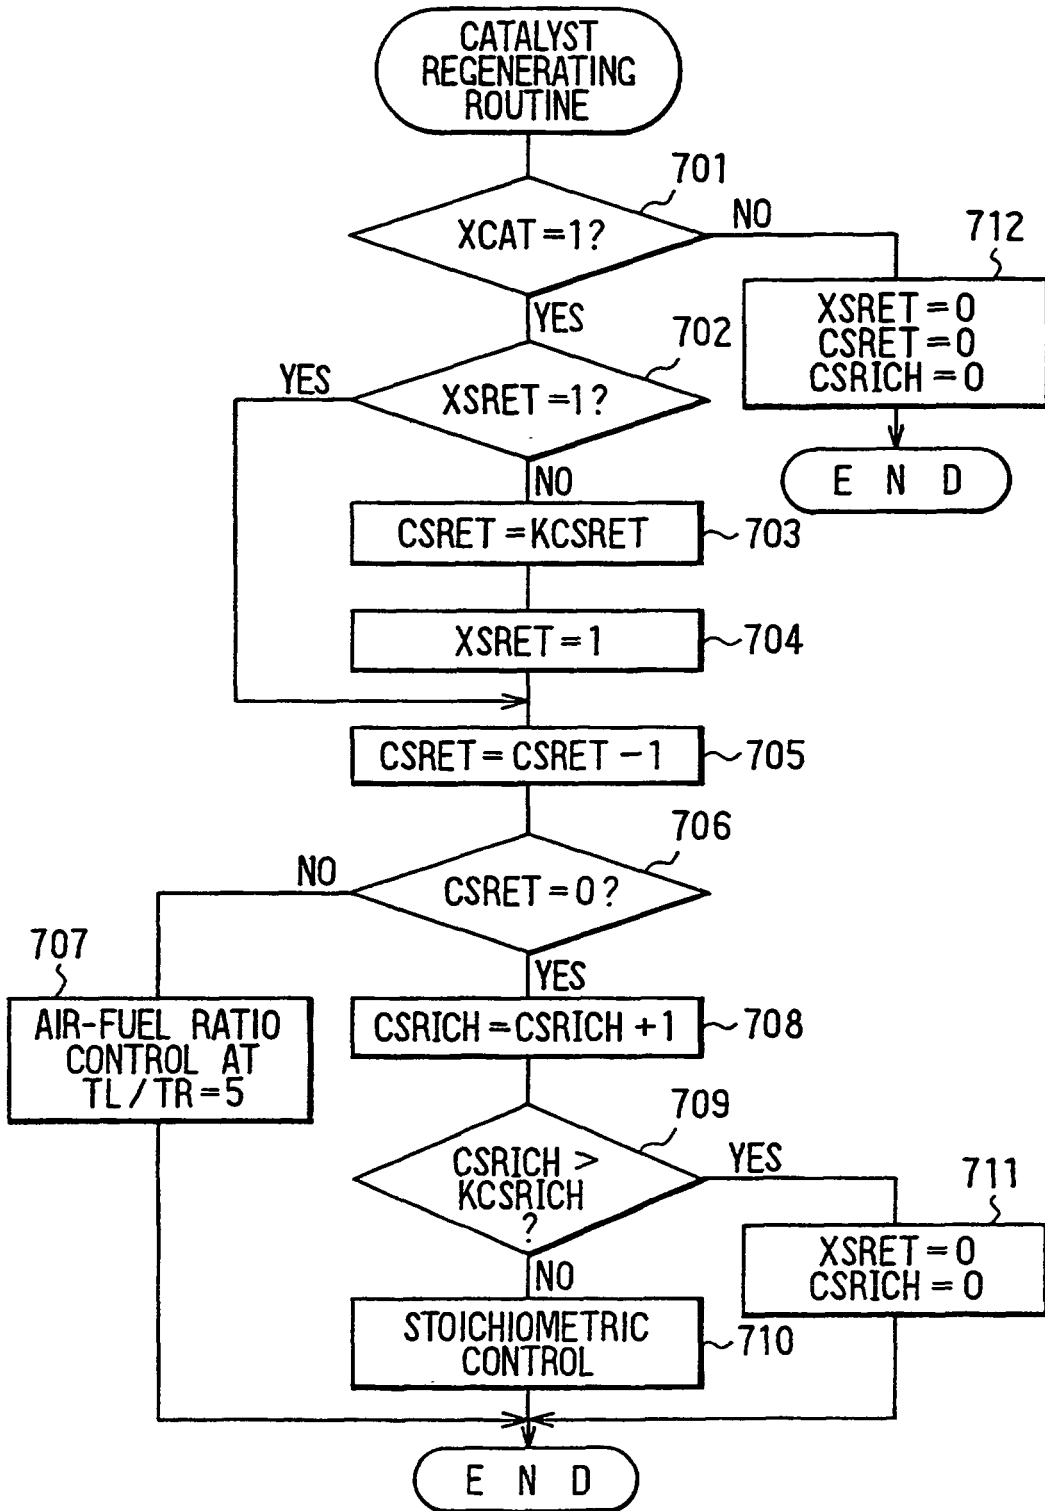 CATALYST
REGENERATING
ROUTINE
701
XCAT=1?
NO
712
XSRET=0
CSRET=0
CSRICH=0
END
YES
702
YES
XSRET=1?
NO
CSRET=KCSRET
703
XSRET=1
704
CSRET=CSRET-1
705
706
NO
CSRET=0?
707
AIR-FUEL RATIO
CONTROL AT
TL/TR=5
YES
CSRICH=CSRICH+1
708
709
CSRICH >
KCSRICH
?
YES
711
XSRET=0
CSRICH=0
NO
STOICHIOMETRIC
CONTROL
710
END